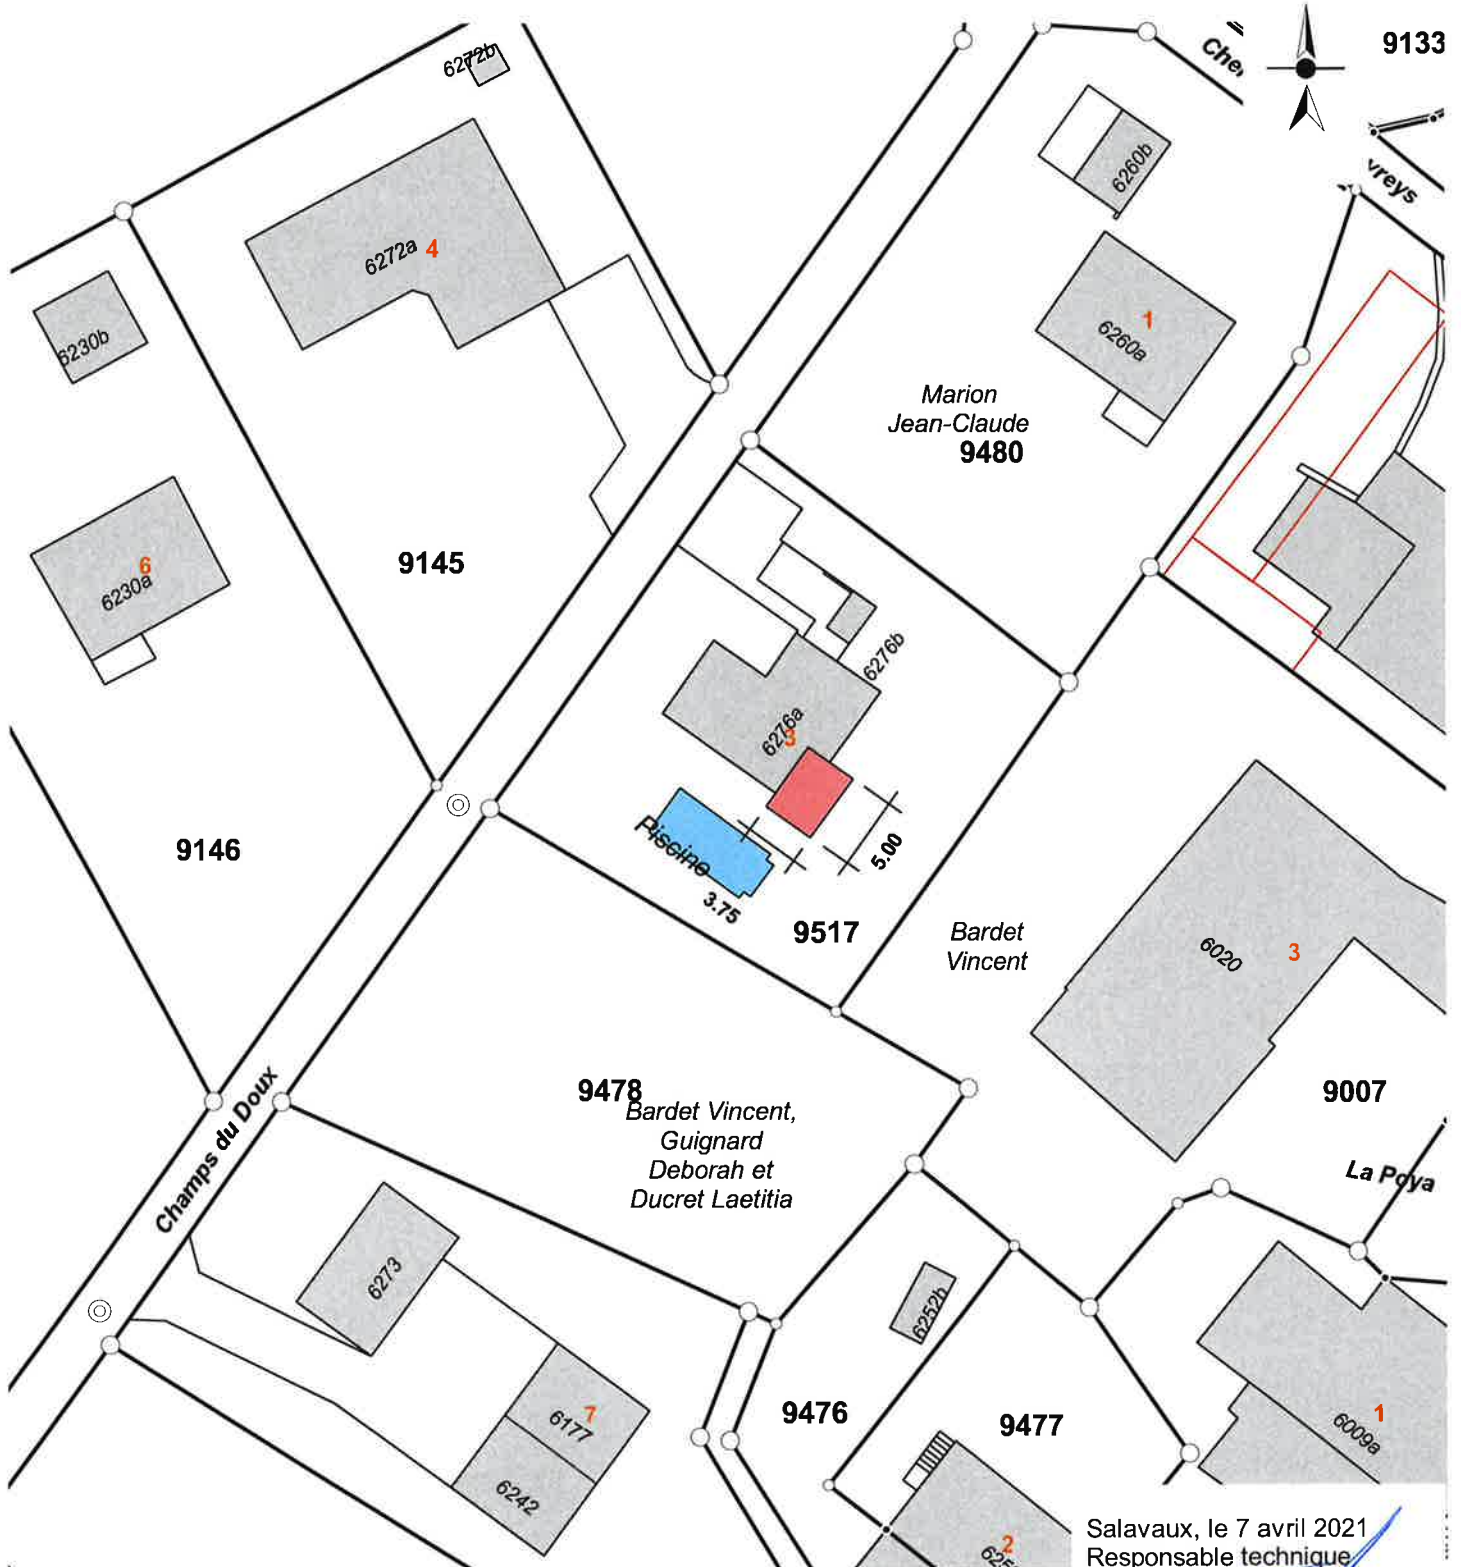 9133
6272b
6260b
6272a 4
1
6260a
6230b
Marion
Jean-Claude
9480
9145
6
6230a
6276b
6276a
3
Piscine
5.00
3.75
9146
9517
Bardet
Vincent
6020
3
9478
Bardet Vincent,
Guignard
Deborah et
Ducret Laetitia
9007
La Poya
Champs du Doux
6273
6252b
7
6177
6242
9476
9477
1
6009a
2
Salavaux, le 7 avril 2021
Responsable technique